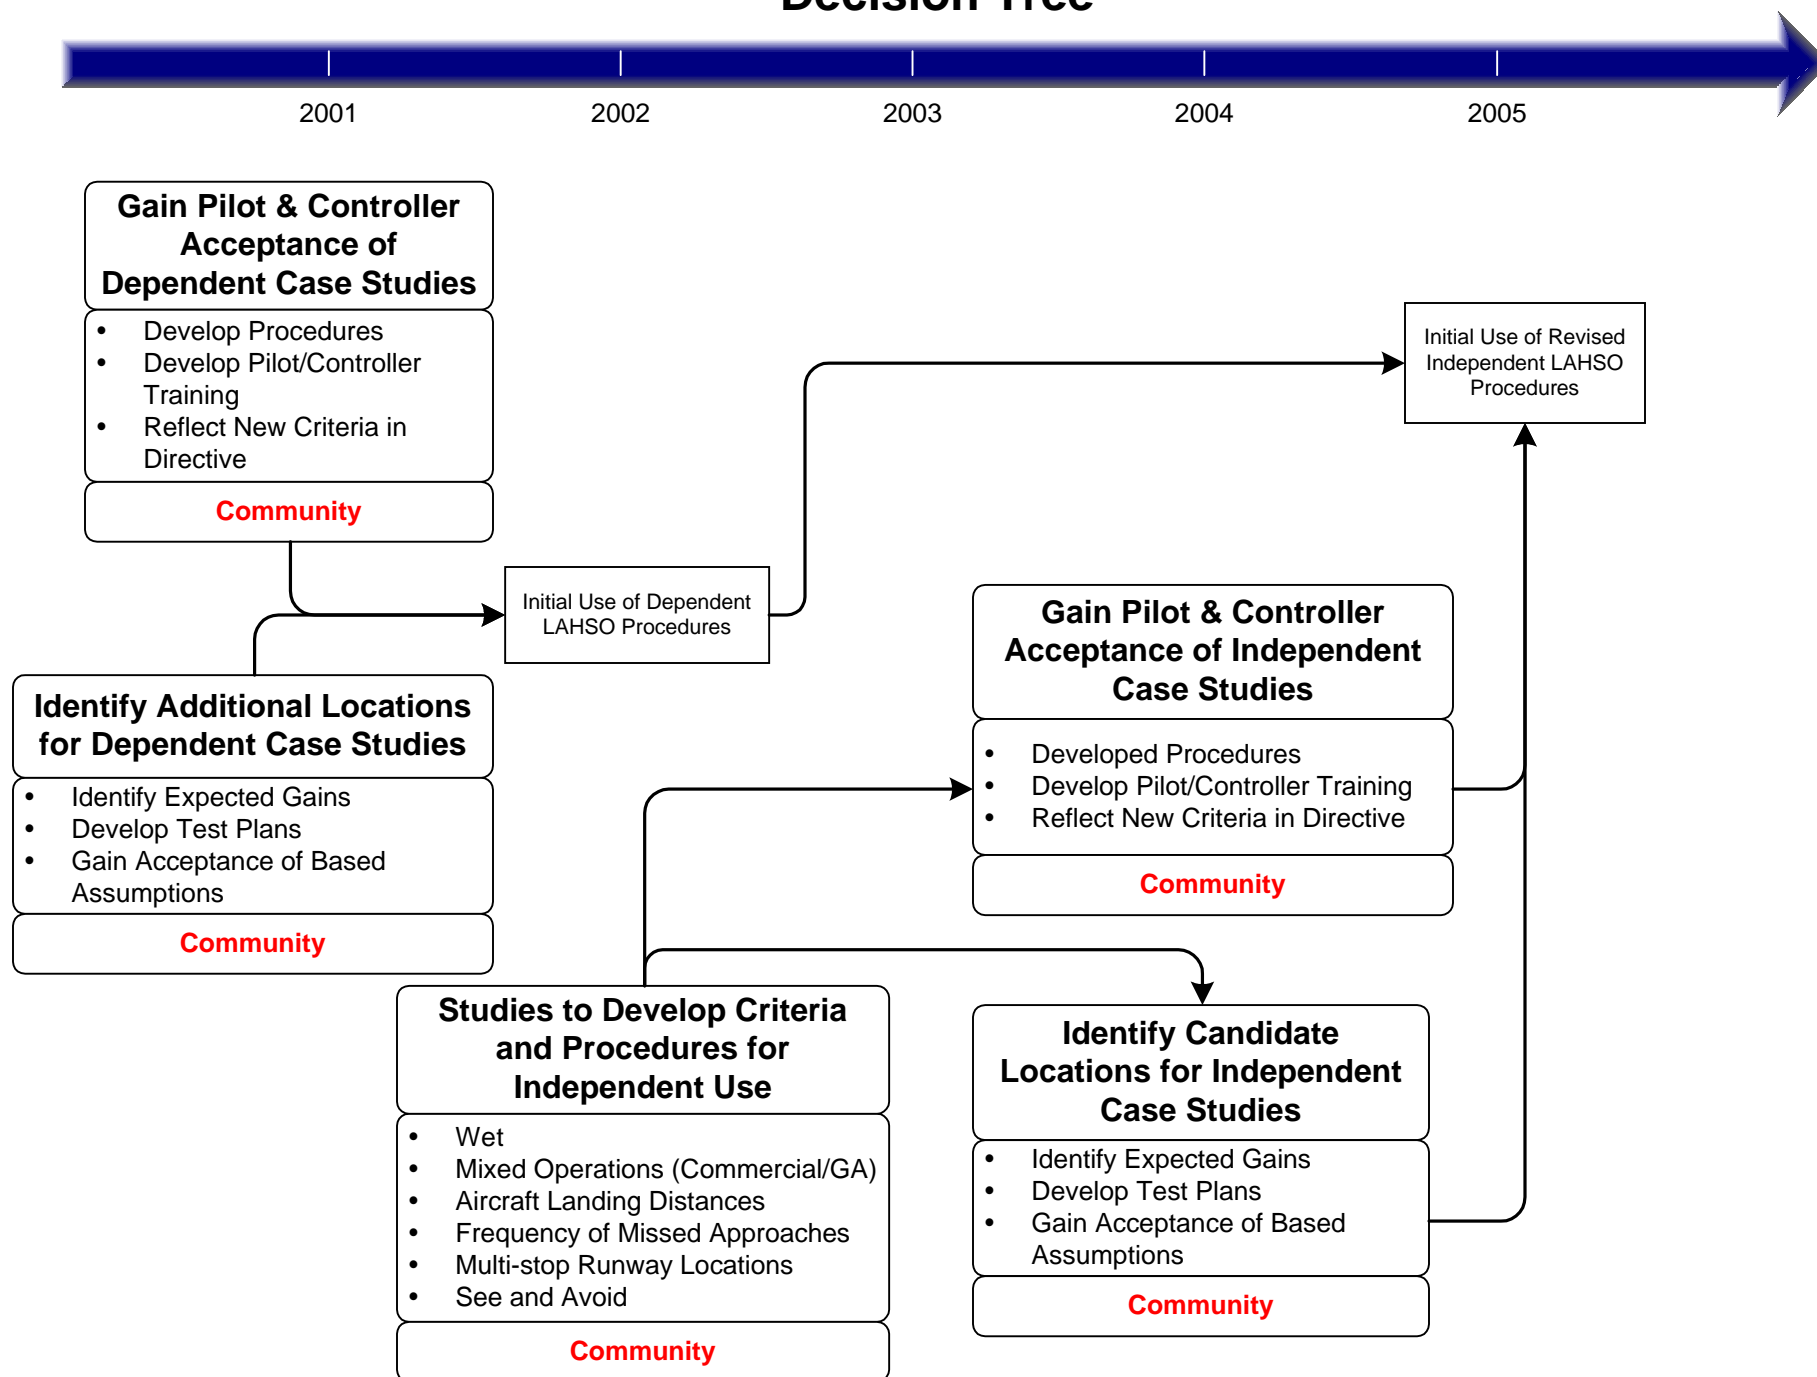 Decision Tree
2001
2002
2003
2004
2005
Gain Pilot & Controller
Acceptance of
Dependent Case Studies
• Develop Procedures
• Develop Pilot/Controller
Training
• Reflect New Criteria in
Directive
Community
Initial Use of Revised
Independent LAHSO
Procedures
Initial Use of Dependent
LAHSO Procedures
Identify Additional Locations
for Dependent Case Studies
• Identify Expected Gains
• Develop Test Plans
• Gain Acceptance of Based
Assumptions
Community
Gain Pilot & Controller
Acceptance of Independent
Case Studies
• Developed Procedures
• Develop Pilot/Controller Training
• Reflect New Criteria in Directive
Community
Studies to Develop Criteria
and Procedures for
Independent Use
• Wet
• Mixed Operations (Commercial/GA)
• Aircraft Landing Distances
• Frequency of Missed Approaches
• Multi-stop Runway Locations
• See and Avoid
Community
Identify Candidate
Locations for Independent
Case Studies
• Identify Expected Gains
• Develop Test Plans
• Gain Acceptance of Based
Assumptions
Community